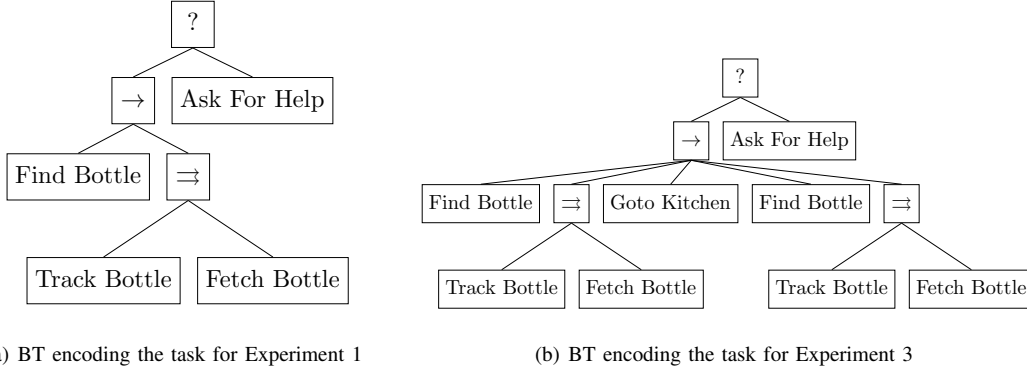 ?
→ Ask For Help
Find Bottle ⇉
Track Bottle Fetch Bottle
) BT encoding the task for Experiment 1
?
→ Ask For Help
Find Bottle ⇉ Goto Kitchen Find Bottle ⇉
Track Bottle Fetch Bottle Track Bottle Fetch Bottle
(b) BT encoding the task for Experiment 3